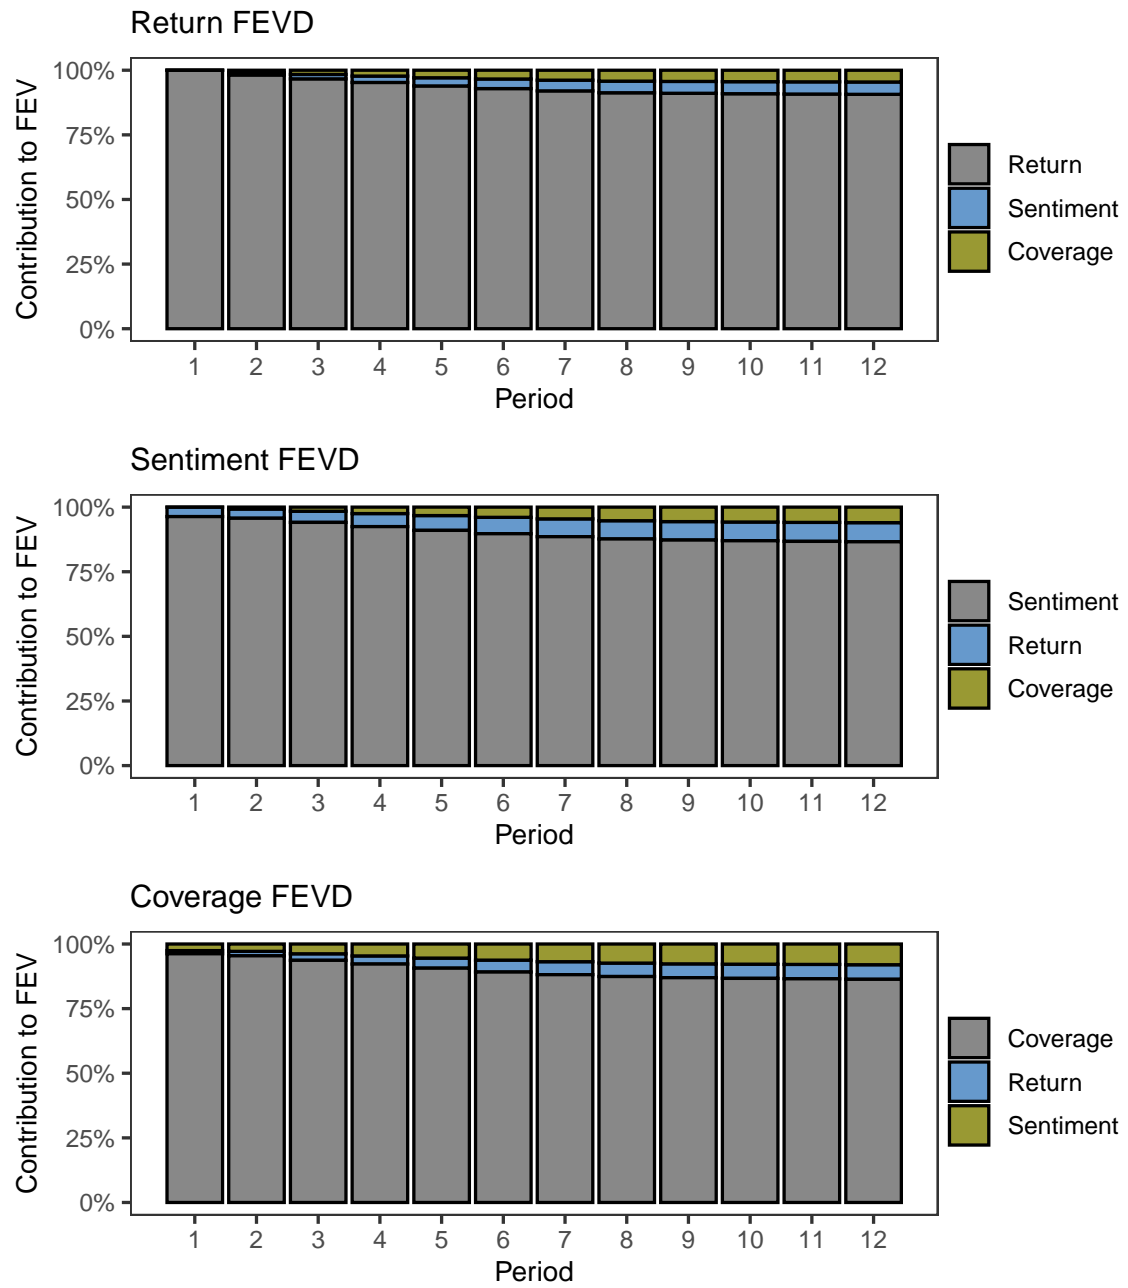 Return FEVD
Contribution to FEV
100%
75%
50%
25%
0%
1 2 3 4 5 6 7 8 9 10 11 12
Period
Return
Sentiment
Coverage
Sentiment FEVD
Contribution to FEV
100%
75%
50%
25%
0%
1 2 3 4 5 6 7 8 9 10 11 12
Period
Sentiment
Return
Coverage
Coverage FEVD
Contribution to FEV
100%
75%
50%
25%
0%
1 2 3 4 5 6 7 8 9 10 11 12
Period
Coverage
Return
Sentiment